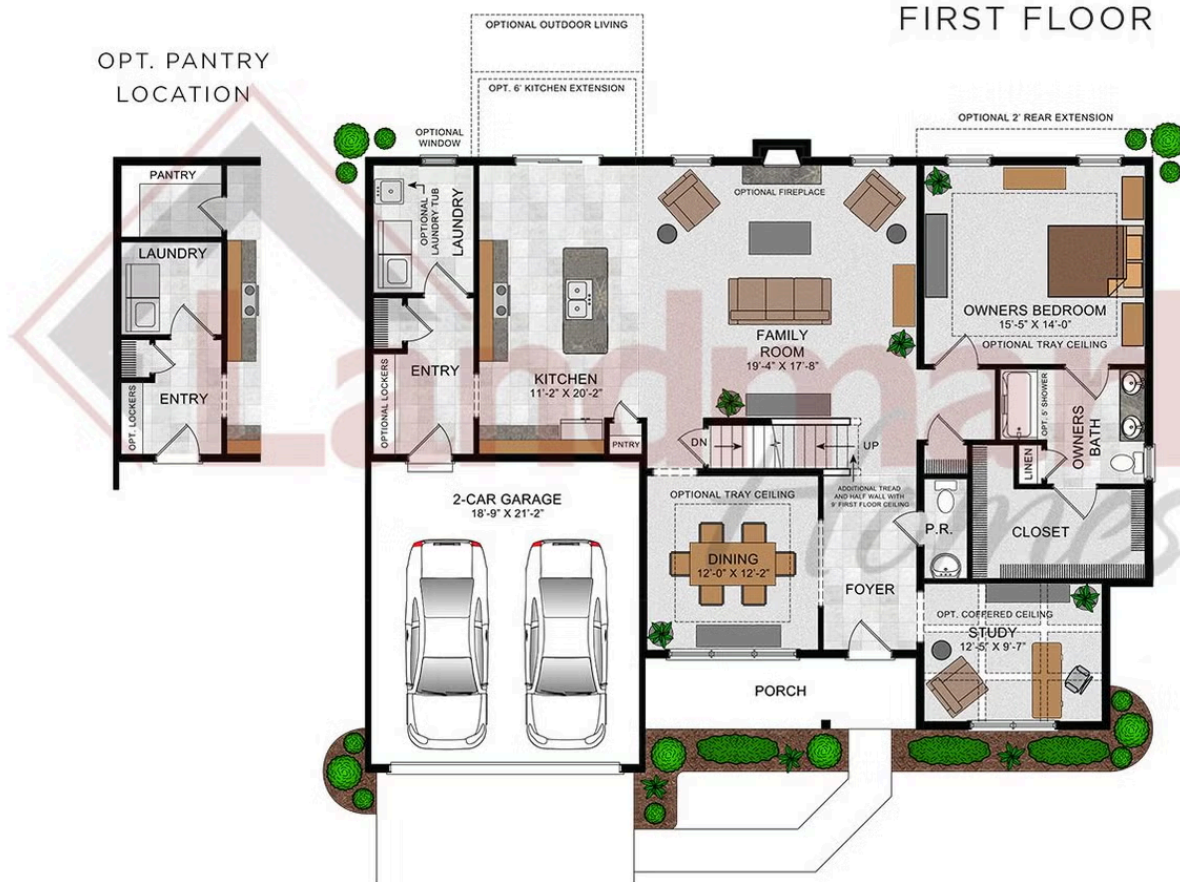 FIRST FLOOR
OPT. PANTRY
LOCATION
OPTIONAL OUTDOOR LIVING
OPT. 6' KITCHEN EXTENSION
OPTIONAL
WINDOW
OPTIONAL 2' REAR EXTENSION
PANTRY
LAUNDRY
OPT. LOCKERS
ENTRY
OPTIONAL
LAUNDRY TUB
LAUNDRY
OPTIONAL LOCKERS
ENTRY
KITCHEN
11'-2" X 20'-2"
PNTRY
OPTIONAL FIREPLACE
FAMILY
ROOM
19'-4" X 17'-8"
OWNERS BEDROOM
15'-5" X 14'-0"
OPTIONAL TRAY CEILING
OPT. 5' SHOWER
OWNERS
BATH
LINEN
CLOSET
DN
UP
ADDITIONAL TREAD
AND HALF WALL WITH
9' FIRST FLOOR CEILING
2-CAR GARAGE
18'-9" X 21'-2"
OPTIONAL TRAY CEILING
DINING
12'-0" X 12'-2"
P.R.
FOYER
OPT. COFFERED CEILING
STUDY
12'-5" X 9'-7"
PORCH
Landmark
Homes